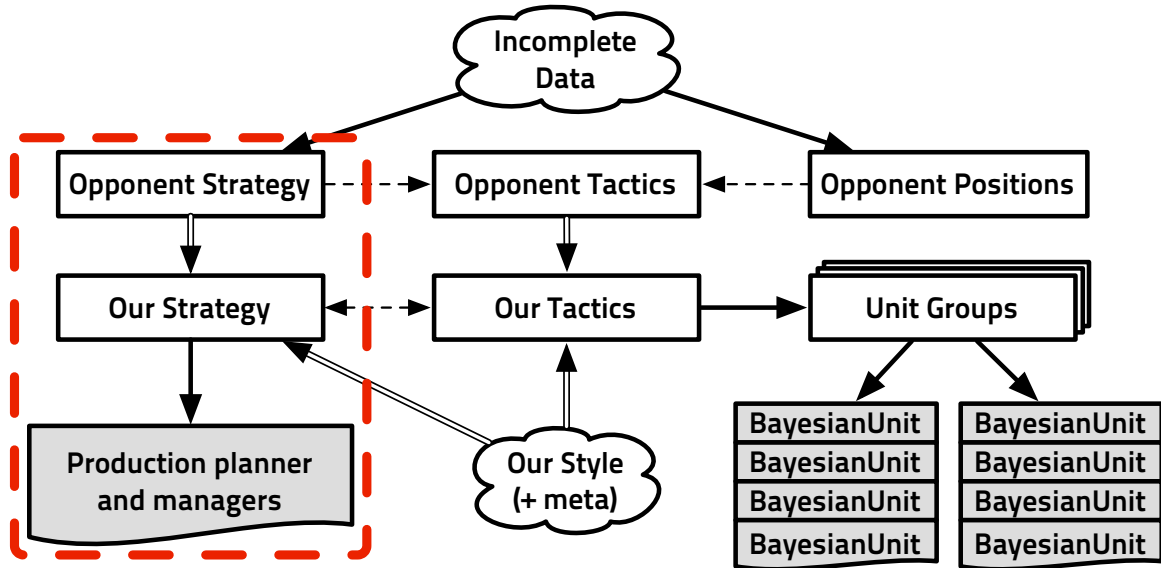 Incomplete
Data
Opponent Strategy
Opponent Tactics
Opponent Positions
Our Strategy
Our Tactics
Unit Groups
Production planner
and managers
Our Style
(+ meta)
BayesianUnit
BayesianUnit
BayesianUnit
BayesianUnit
BayesianUnit
BayesianUnit
BayesianUnit
BayesianUnit